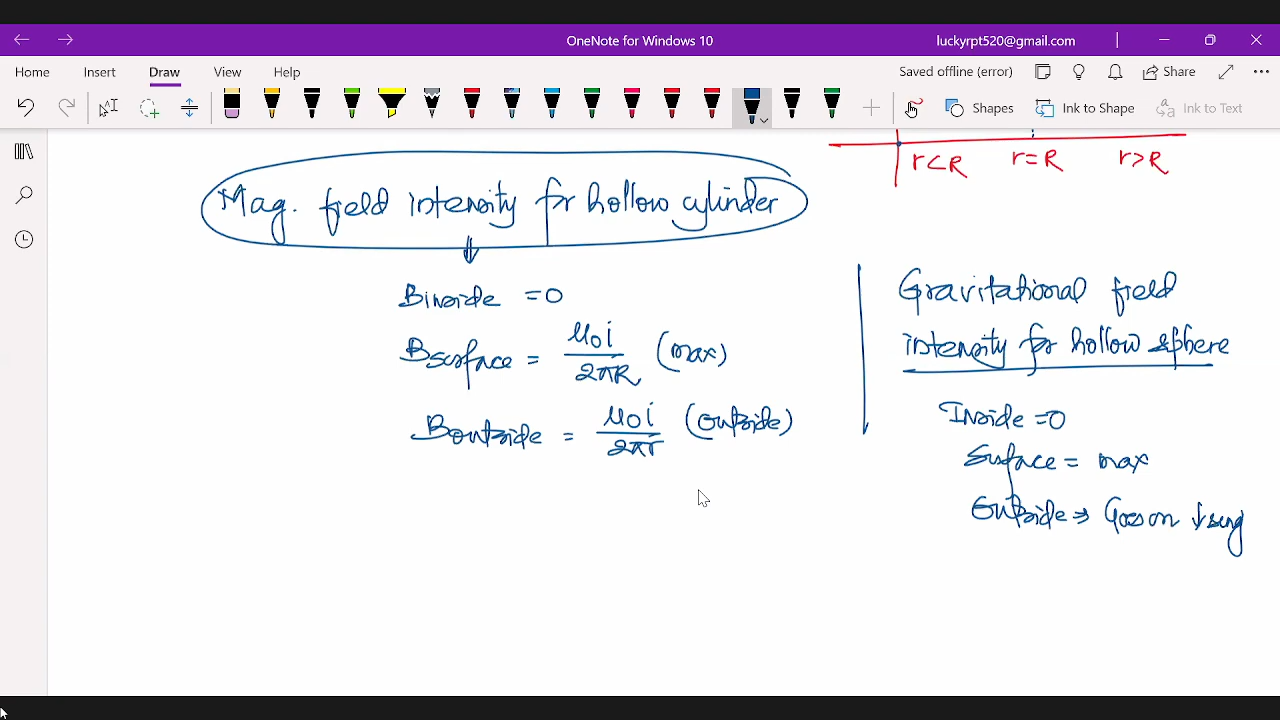 OneNote for Windows 10
luckyrpt520@gmail.com
Home Insert Draw View Help
Saved offline (error)
Share
Shapes
Ink to Shape
Ink to Text
r<R r=R r>R
Mag. field intensity for hollow cylinder
Binside =0
Bsurface = μ0i/2πR (max)
Boutside = μ0i/2πr (outside)
Gravitational field
intensity for hollow sphere
Inside =0
Surface = max
Outside ⇒ Goes on ↓sing